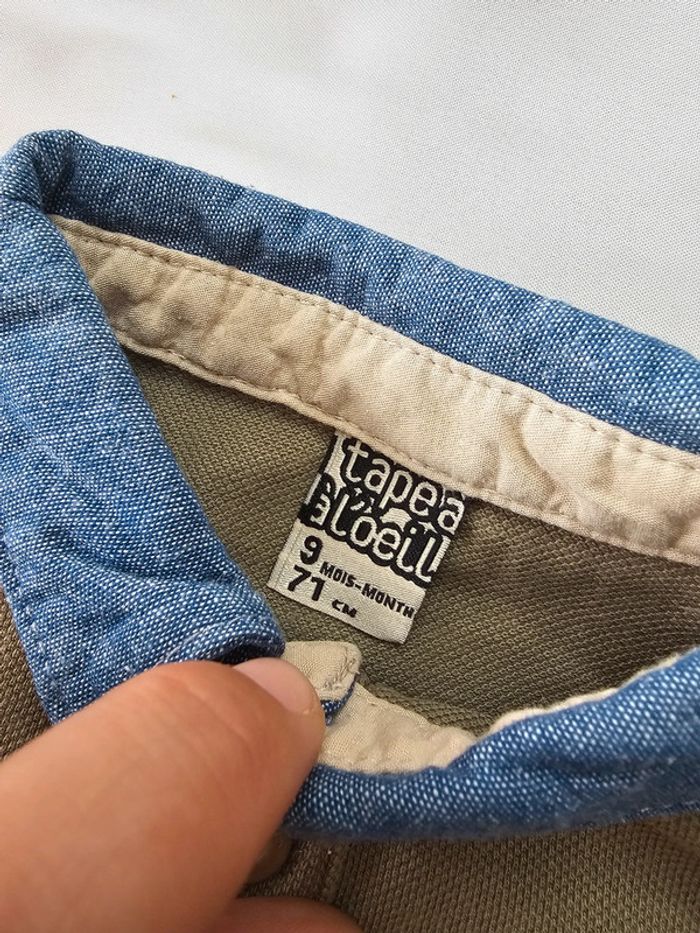 tape à
l'oeil
9 MOIS-MONTH
71 CM